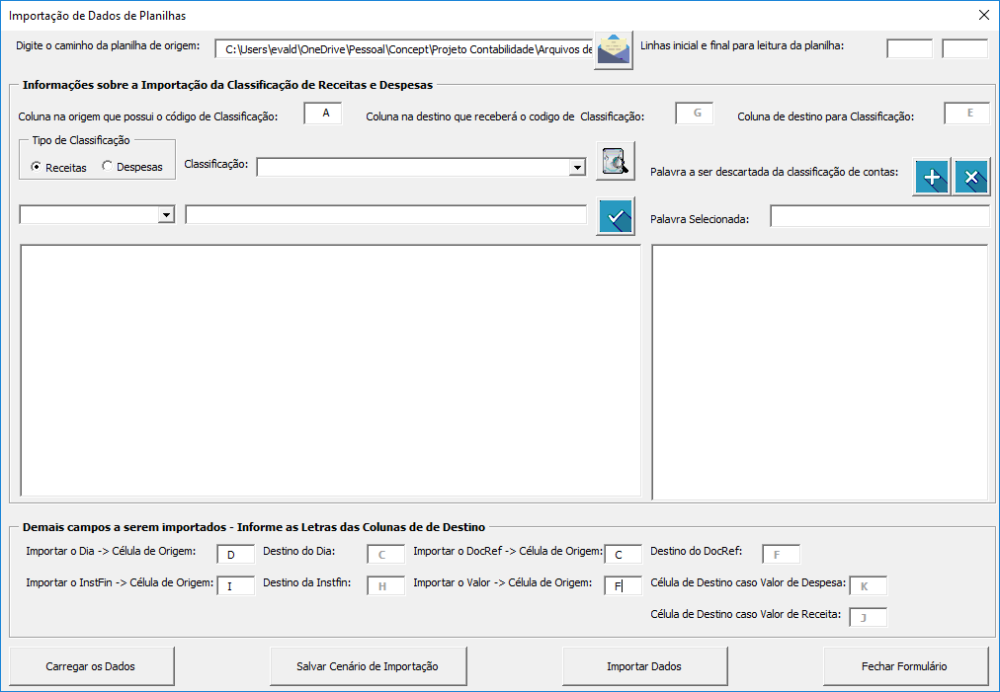 Importação de Dados de Planilhas
Digite o caminho da planilha de origem: C:\Users\evald\OneDrive\Pessoal\Concept\Projeto Contabilidade\Arquivos de Linhas inicial e final para leitura da planilha:
Informações sobre a Importação da Classificação de Receitas e Despesas
Coluna na origem que possui o código de Classificação: A Coluna na destino que receberá o codigo de Classificação: G Coluna de destino para Classificação: E
Tipo de Classificação
Receitas Despesas Classificação: Palavra a ser descartada da classificação de contas:
Palavra Selecionada:
Demais campos a serem importados - Informe as Letras das Colunas de de Destino
Importar o Dia -> Célula de Origem: D Destino do Dia: C Importar o DocRef -> Célula de Origem: C Destino do DocRef: F
Importar o InstFin -> Célula de Origem: I Destino da Instfin: H Importar o Valor -> Célula de Origem: F Célula de Destino caso Valor de Despesa: K
Célula de Destino caso Valor de Receita: J
Carregar os Dados Salvar Cenário de Importação Importar Dados Fechar Formulário